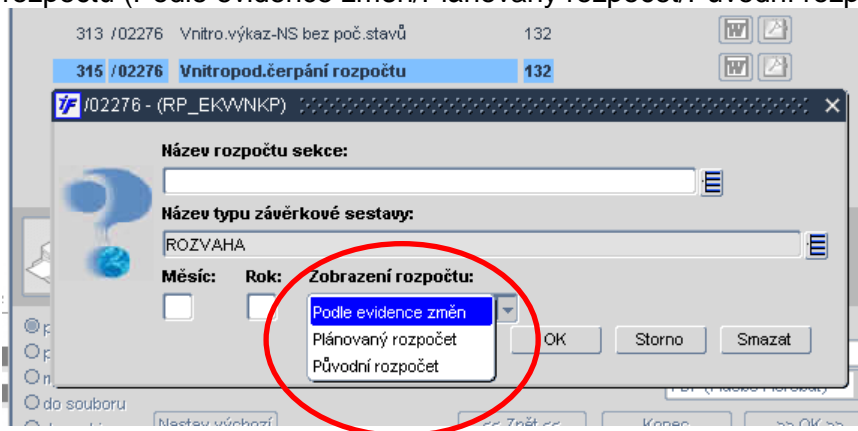 rozpočtu (Podle evidence změn/Plánovaný rozpočet/Původní rozp
313 /02276 Vnitro.výkaz-NS bez poč.stavů 132
315 /02276 Vnitropod.čerpání rozpočtu 132
/02276 - (RP_EKWNKP)
Název rozpočtu sekce:
Název typu závěrkové sestavy:
ROZVAHA
Měsíc: Rok: Zobrazení rozpočtu:
Podle evidence změn
Plánovaný rozpočet
Původní rozpočet
OK Storno Smazat
do souboru
Nastav výchozí << Zpět << Konec >> OK >>